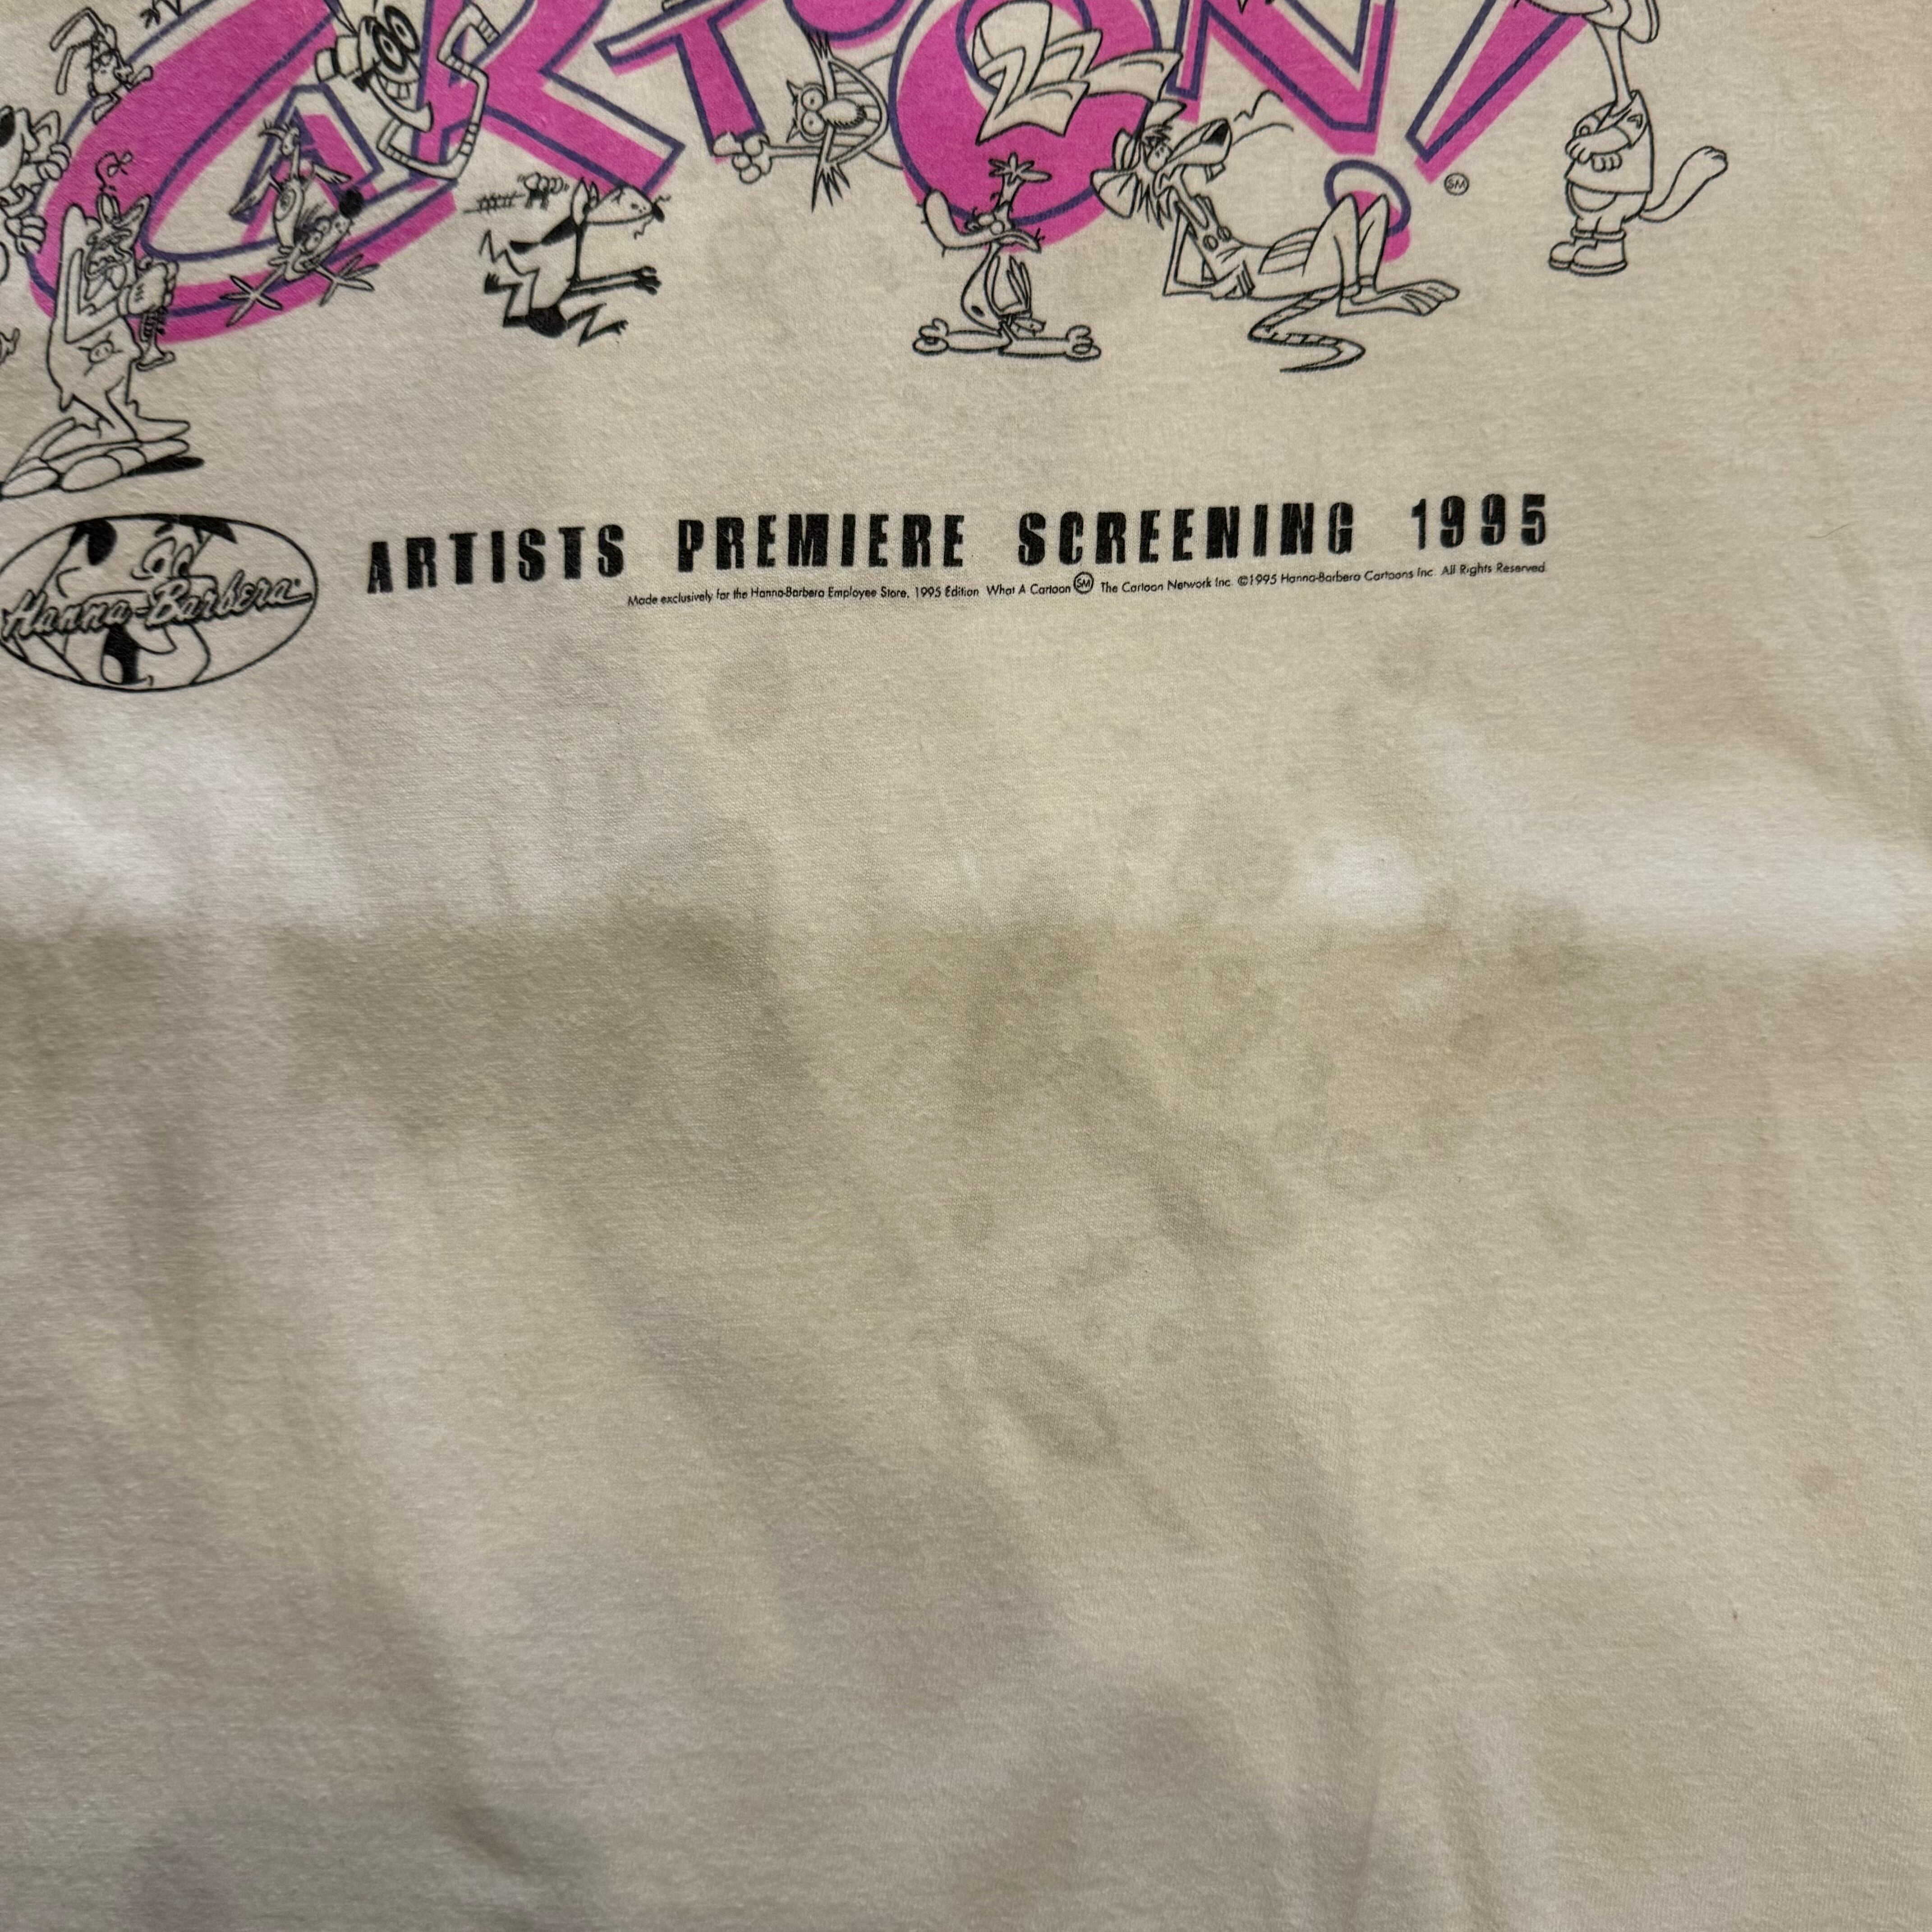 CARTOON!
SM
ARTISTS PREMIERE SCREENING 1995
Made exclusively for the Hanna-Barbera Employee Store. 1995 Edition What A Cartoon SM The Cartoon Network Inc. ©1995 Hanna-Barbera Cartoons Inc. All Rights Reserved.
Hanna-Barbera